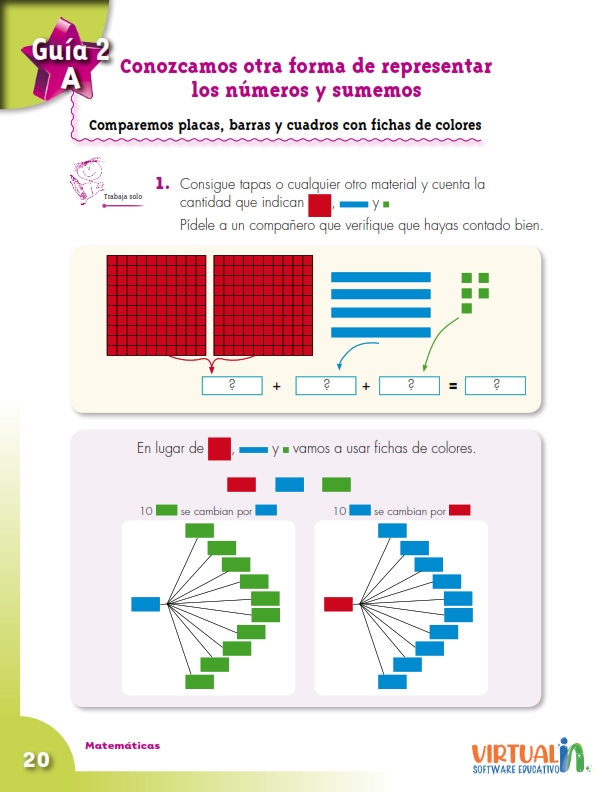 Guía 2
A
Conozcamos otra forma de representar
los números y sumemos
Comparemos placas, barras y cuadros con fichas de colores
Trabaja solo
1. Consigue tapas o cualquier otro material y cuenta la
cantidad que indican , y
Pídele a un compañero que verifique que hayas contado bien.
? + ? + ? = ?
En lugar de , y vamos a usar fichas de colores.
10 se cambian por
10 se cambian por
Matemáticas
20
VIRTUALIN
SOFTWARE EDUCATIVO